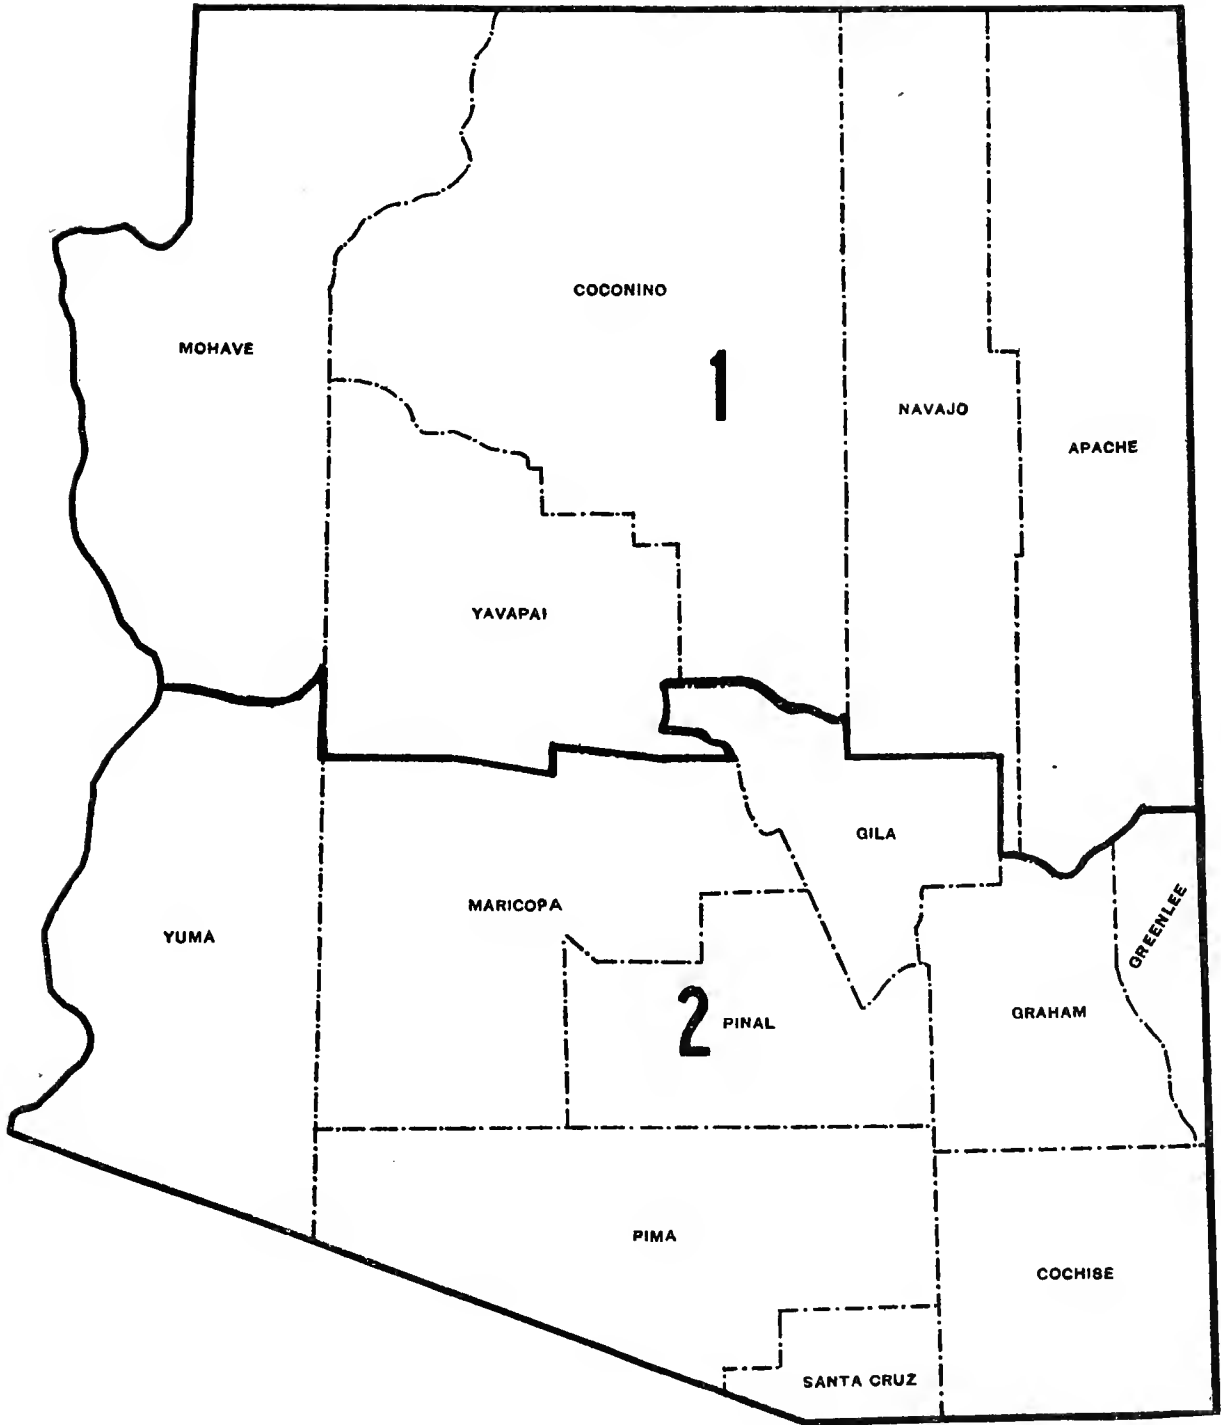 COCONINO
MOHAVE
1
NAVAJO
APACHE
YAVAPAI
GILA
MARICOPA
GREENLEE
YUMA
GRAHAM
2 PINAL
PIMA
COCHISE
SANTA CRUZ